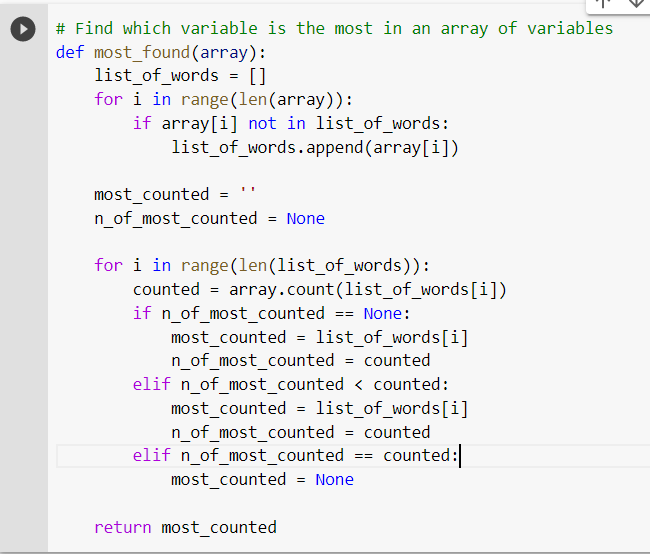 # Find which variable is the most in an array of variables
def most_found(array):
    list_of_words = []
    for i in range(len(array)):
        if array[i] not in list_of_words:
            list_of_words.append(array[i])

    most_counted = ''
    n_of_most_counted = None

    for i in range(len(list_of_words)):
        counted = array.count(list_of_words[i])
        if n_of_most_counted == None:
            most_counted = list_of_words[i]
            n_of_most_counted = counted
        elif n_of_most_counted < counted:
            most_counted = list_of_words[i]
            n_of_most_counted = counted
        elif n_of_most_counted == counted:
            most_counted = None

    return most_counted